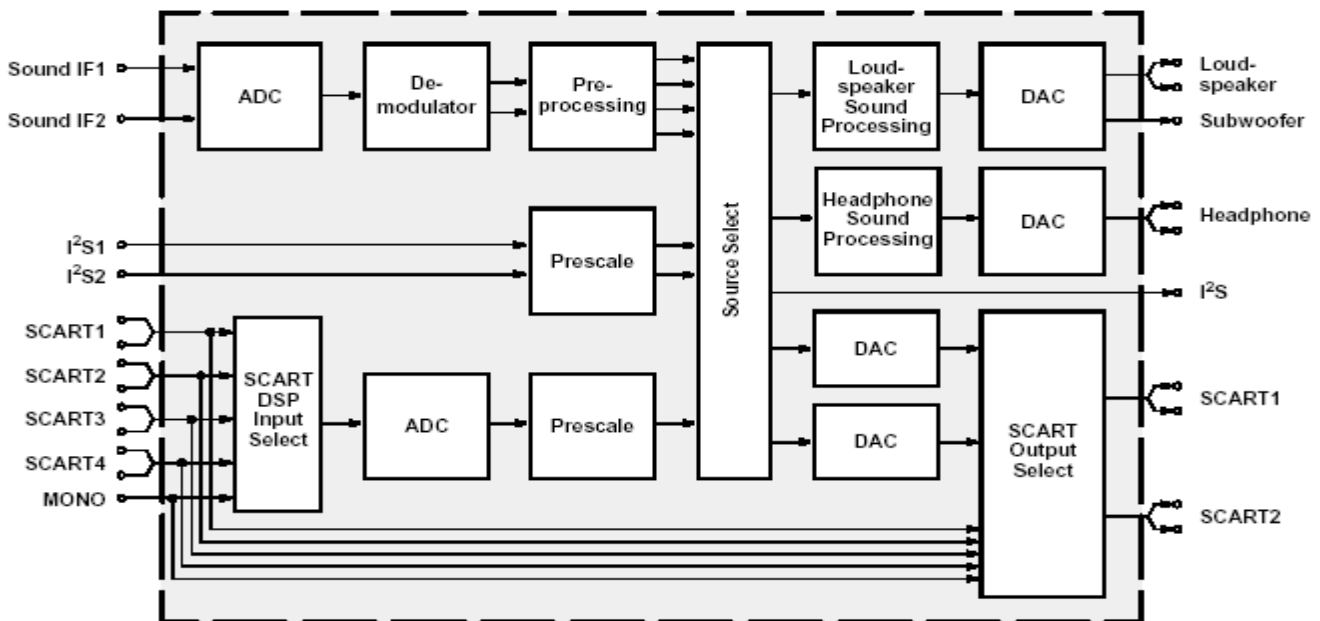 Sound IF1
Sound IF2
ADC
De-
modulator
Pre-
processing
Source Select
Loud-
speaker
Sound
Processing
DAC
Loud-
speaker
Subwoofer
Headphone
Sound
Processing
DAC
Headphone
I²S1
I²S2
Prescale
I²S
SCART1
SCART2
SCART3
SCART4
MONO
SCART
DSP
Input
Select
ADC
Prescale
DAC
DAC
SCART
Output
Select
SCART1
SCART2